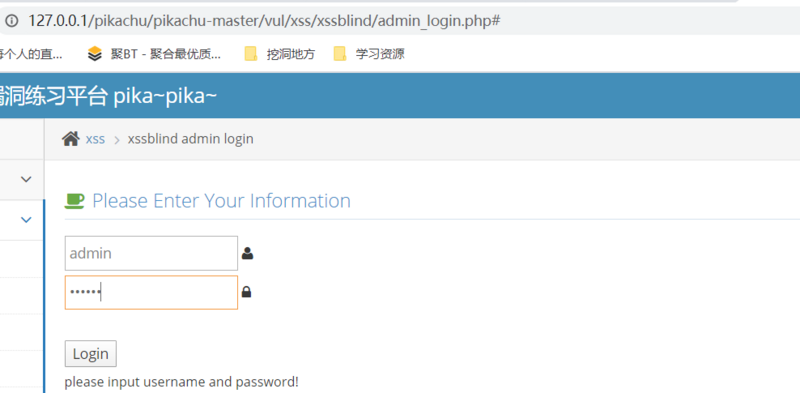 127.0.0.1/pikachu/pikachu-master/vul/xss/xssblind/admin_login.php#
个人的直... 聚BT - 聚合最优质... 挖洞地方 学习资源
洞练习平台 pika~pika~
xss > xssblind admin login
Please Enter Your Information
admin
••••••
Login
please input username and password!